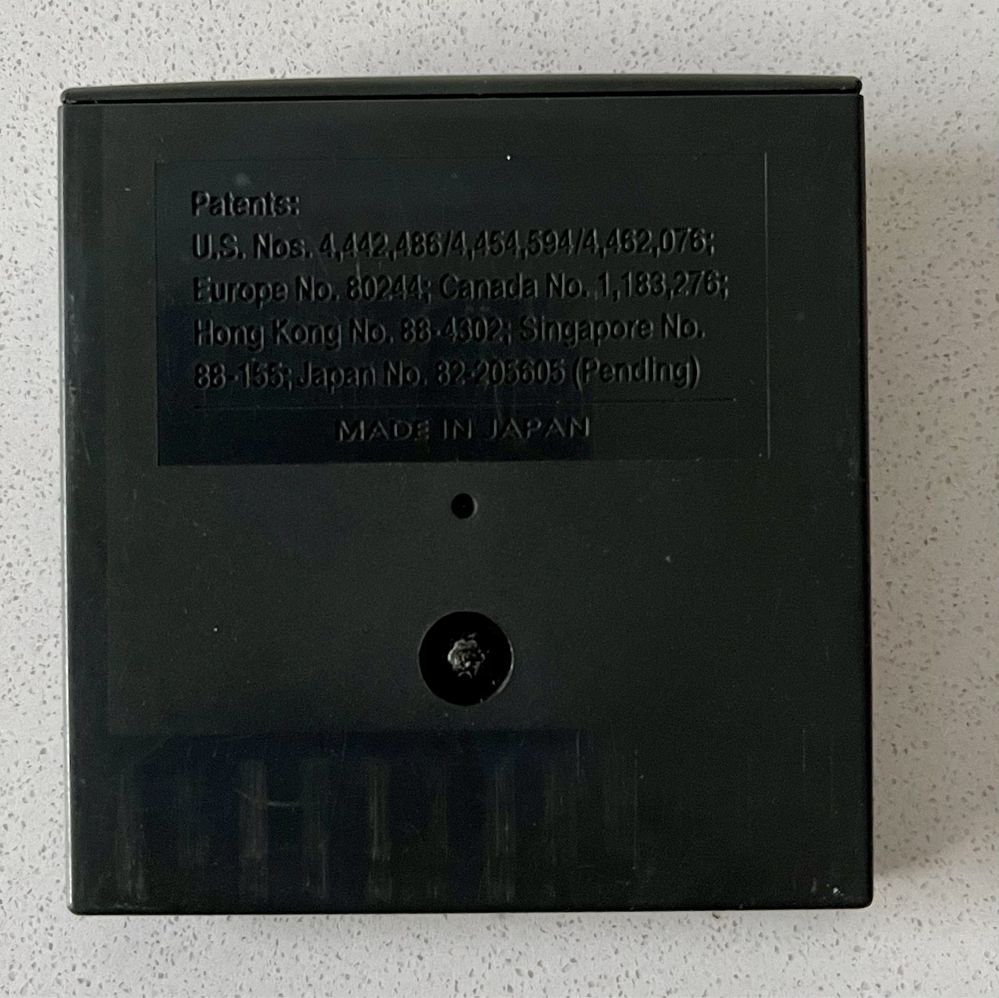 Patents:
U.S. Nos. 4,442,486/4,454,594/4,462,076;
Europe No. 80244; Canada No. 1,183,276;
Hong Kong No. 88-4302; Singapore No.
88-155; Japan No. 82-205605 (Pending)
MADE IN JAPAN